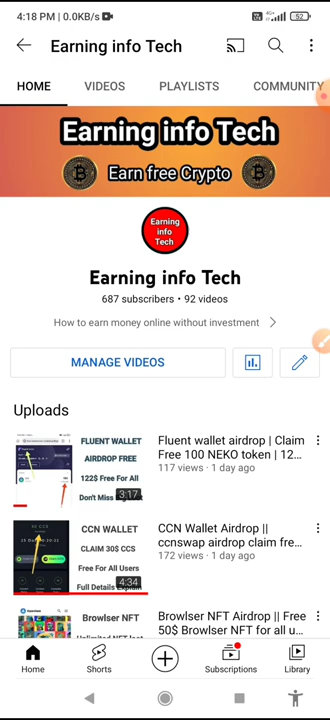 4:18 PM | 0.0KB/s
52
Earning info Tech
HOME VIDEOS PLAYLISTS COMMUNITY
Earning info Tech
Earn free Crypto
Earning
info
Tech
Earning info Tech
687 subscribers • 92 videos
How to earn money online without investment
MANAGE VIDEOS
Uploads
FLUENT WALLET
AIRDROP FREE
122$ Free For All
Don't Miss
3:17
Fluent wallet airdrop | Claim
Free 100 NEKO token | 12...
117 views · 1 day ago
CCN WALLET
CLAIM 30$ CCS
Free For All Users
Full Details
4:34
CCN Wallet Airdrop ||
ccnswap airdrop claim fre...
172 views · 1 day ago
Browlser NFT
Browlser NFT Airdrop || Free
50$ Browlser NFT for all u...
Home Shorts Subscriptions Library